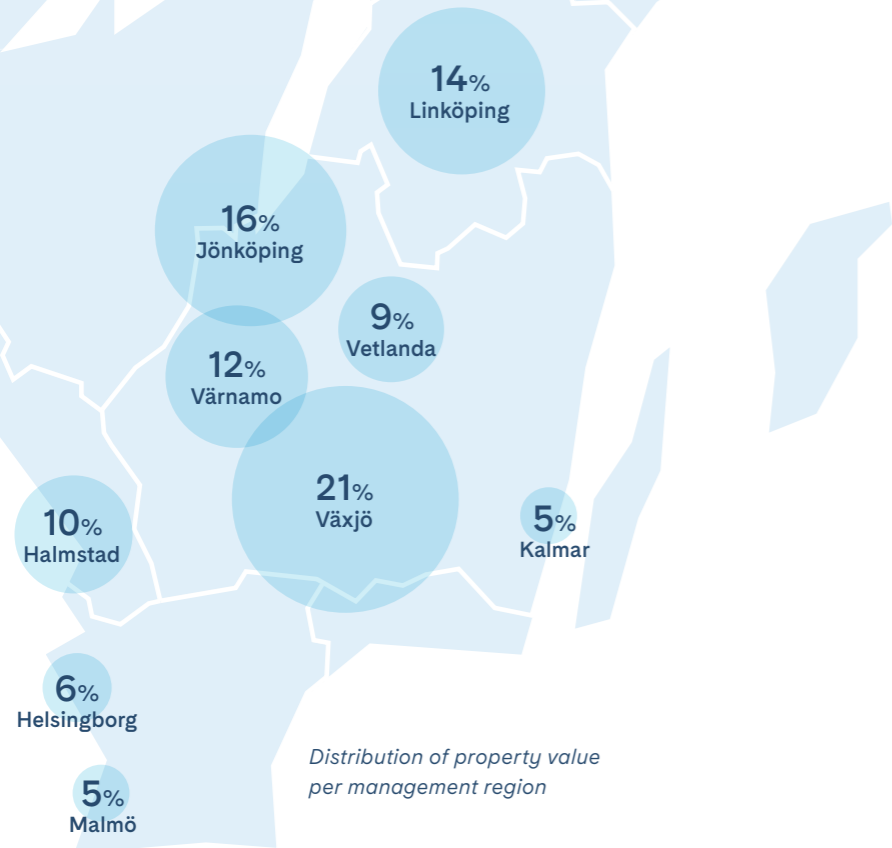 14%
Linköping
16%
Jönköping
9%
Vetlanda
12%
Värnamo
21%
Växjö
10%
Halmstad
5%
Kalmar
6%
Helsingborg
5%
Malmö
Distribution of property value
per management region